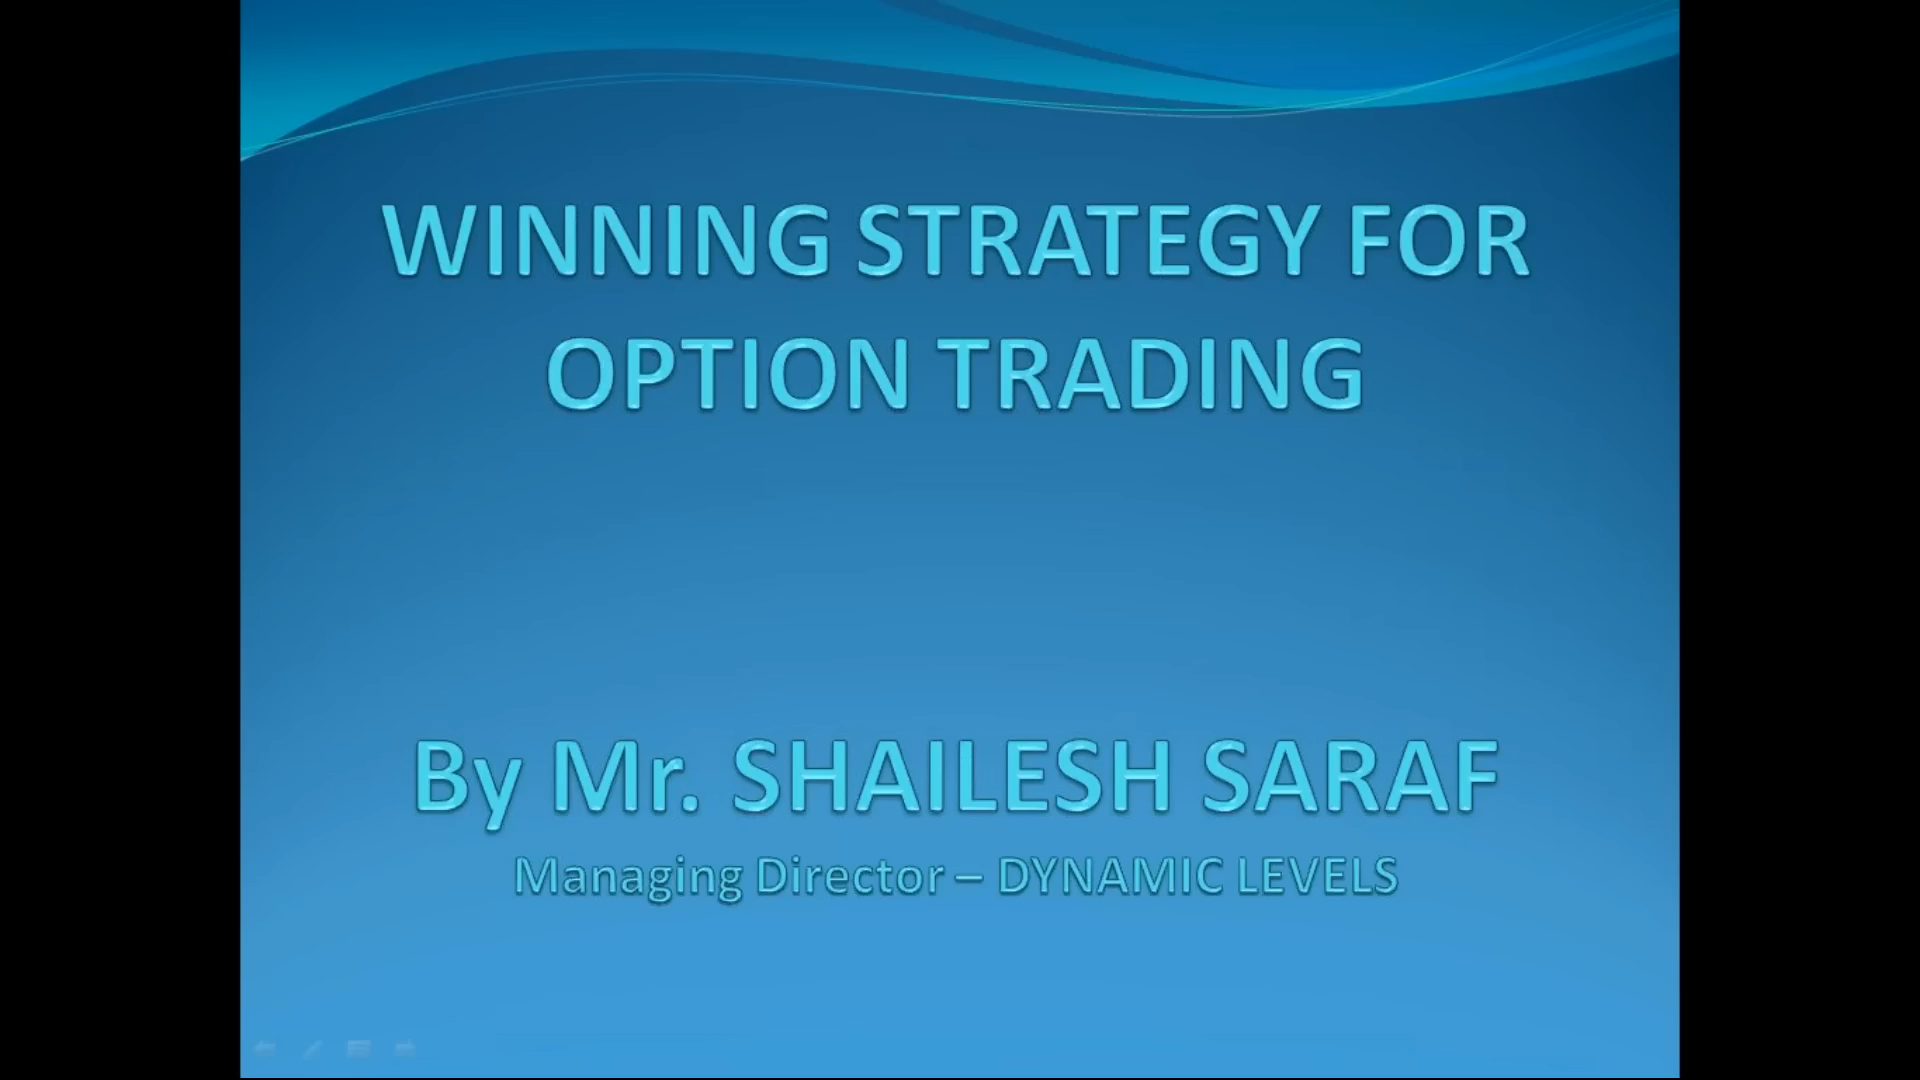 WINNING STRATEGY FOR
OPTION TRADING
By Mr. SHAILESH SARAF
Managing Director – DYNAMIC LEVELS